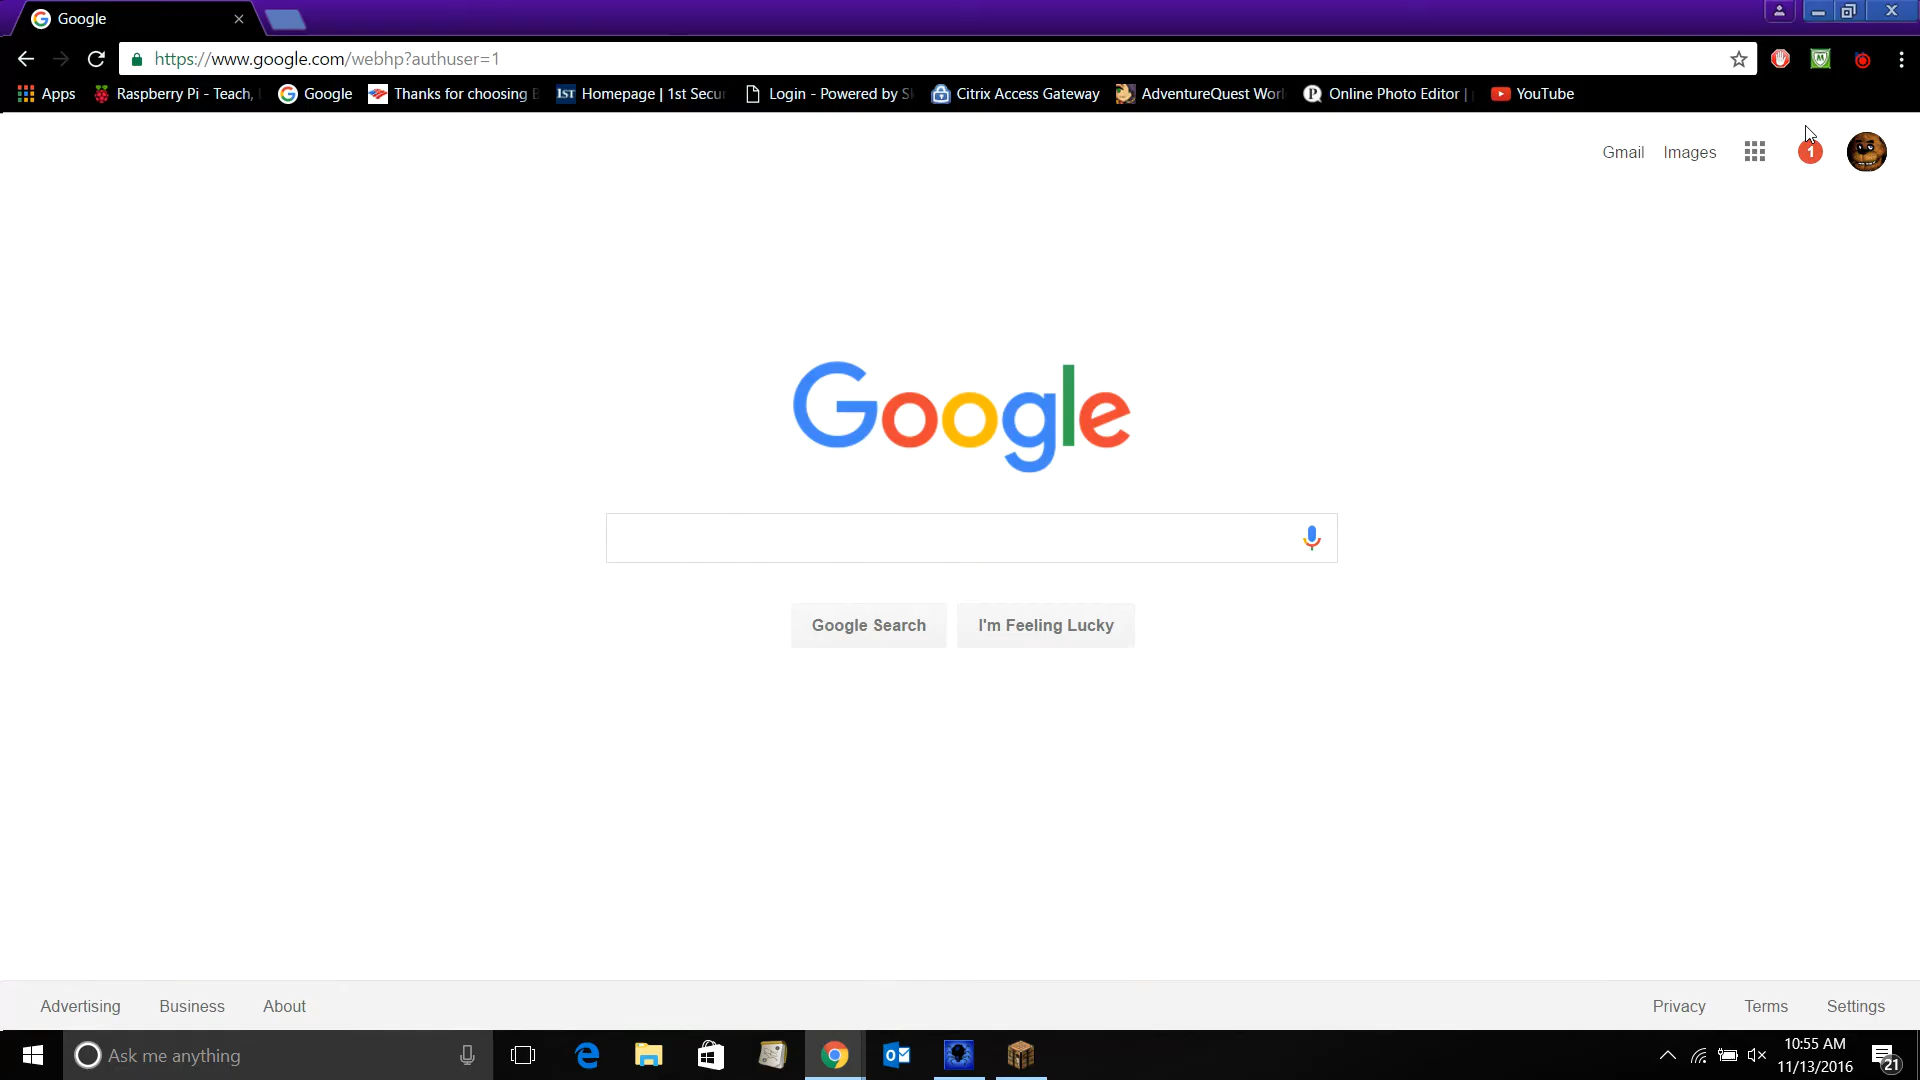 Google
https://www.google.com/webhp?authuser=1
Apps Raspberry Pi - Teach, Google Thanks for choosing Homepage | 1st Secu Login - Powered by Citrix Access Gateway AdventureQuest Wor Online Photo Editor | YouTube
Gmail Images 1
Google
Google Search I'm Feeling Lucky
Advertising Business About Privacy Terms Settings
Ask me anything
10:55 AM
11/13/2016
21